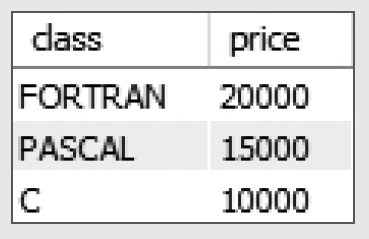 class price
FORTRAN 20000
PASCAL 15000
C 10000